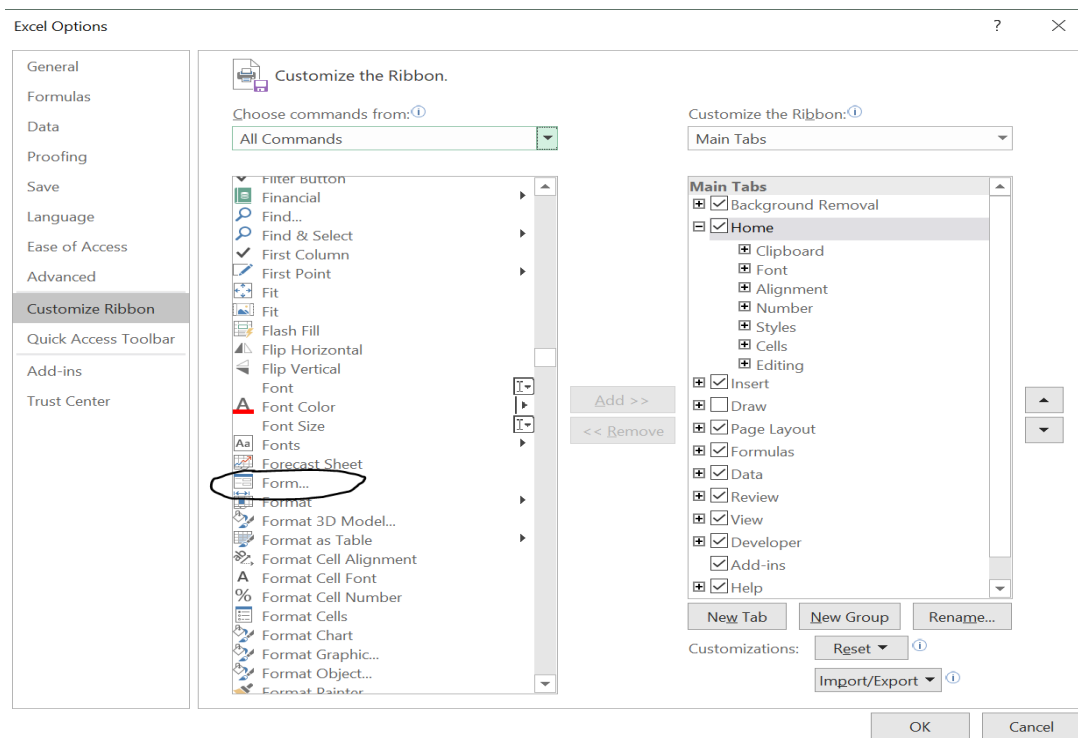 Excel Options
?
General
Formulas
Data
Proofing
Save
Language
Ease of Access
Advanced
Customize Ribbon
Quick Access Toolbar
Add-ins
Trust Center
Customize the Ribbon.
Choose commands from:
All Commands
Filter Button
Financial
Find...
Find & Select
First Column
First Point
Fit
Fit
Flash Fill
Flip Horizontal
Flip Vertical
Font
Font Color
Font Size
Fonts
Forecast Sheet
Form...
Format
Format 3D Model...
Format as Table
Format Cell Alignment
Format Cell Font
Format Cell Number
Format Cells
Format Chart
Format Graphic...
Format Object...
Format Painter
Add >>
<< Remove
Customize the Ribbon:
Main Tabs
Main Tabs
Background Removal
Home
Clipboard
Font
Alignment
Number
Styles
Cells
Editing
Insert
Draw
Page Layout
Formulas
Data
Review
View
Developer
Add-ins
Help
New Tab New Group Rename...
Customizations: Reset
Import/Export
OK Cancel